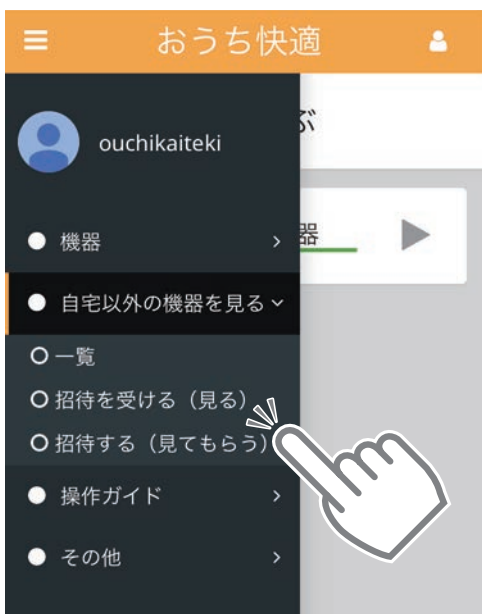 おうち快適
ぶ
ouchikaiteki
機器
器
自宅以外の機器を見る
一覧
招待を受ける（見る）
招待する（見てもらう）
操作ガイド
その他